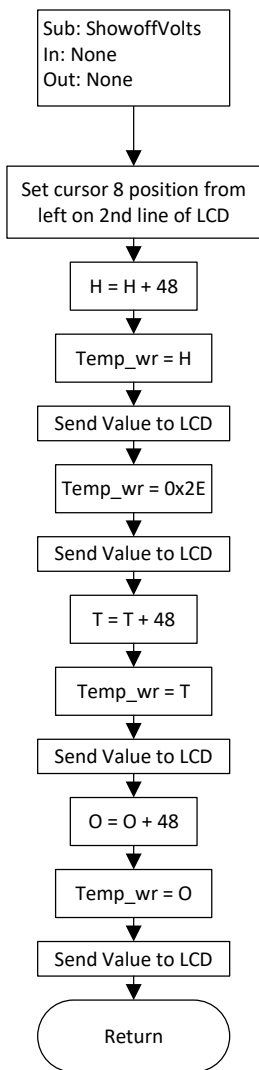 Sub: ShowoffVolts
In: None
Out: None
Set cursor 8 position from
left on 2nd line of LCD
H = H + 48
Temp_wr = H
Send Value to LCD
Temp_wr = 0x2E
Send Value to LCD
T = T + 48
Temp_wr = T
Send Value to LCD
O = O + 48
Temp_wr = O
Send Value to LCD
Return